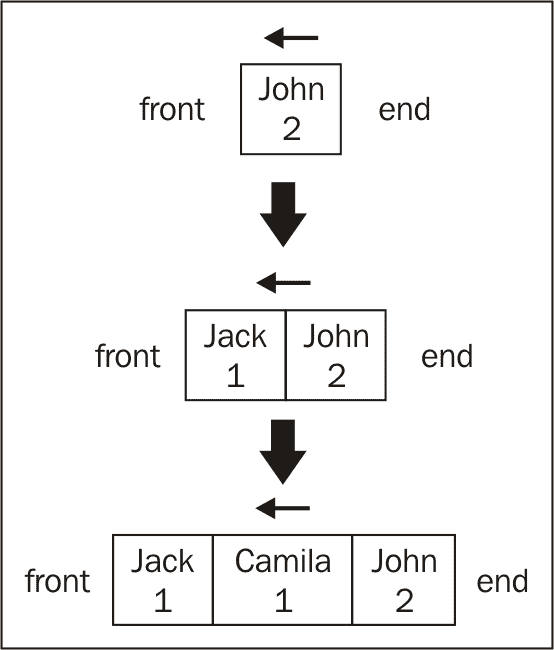 John
front end
2
Jack John
front end
1 2
Jack Camila John
front end
1 1 2